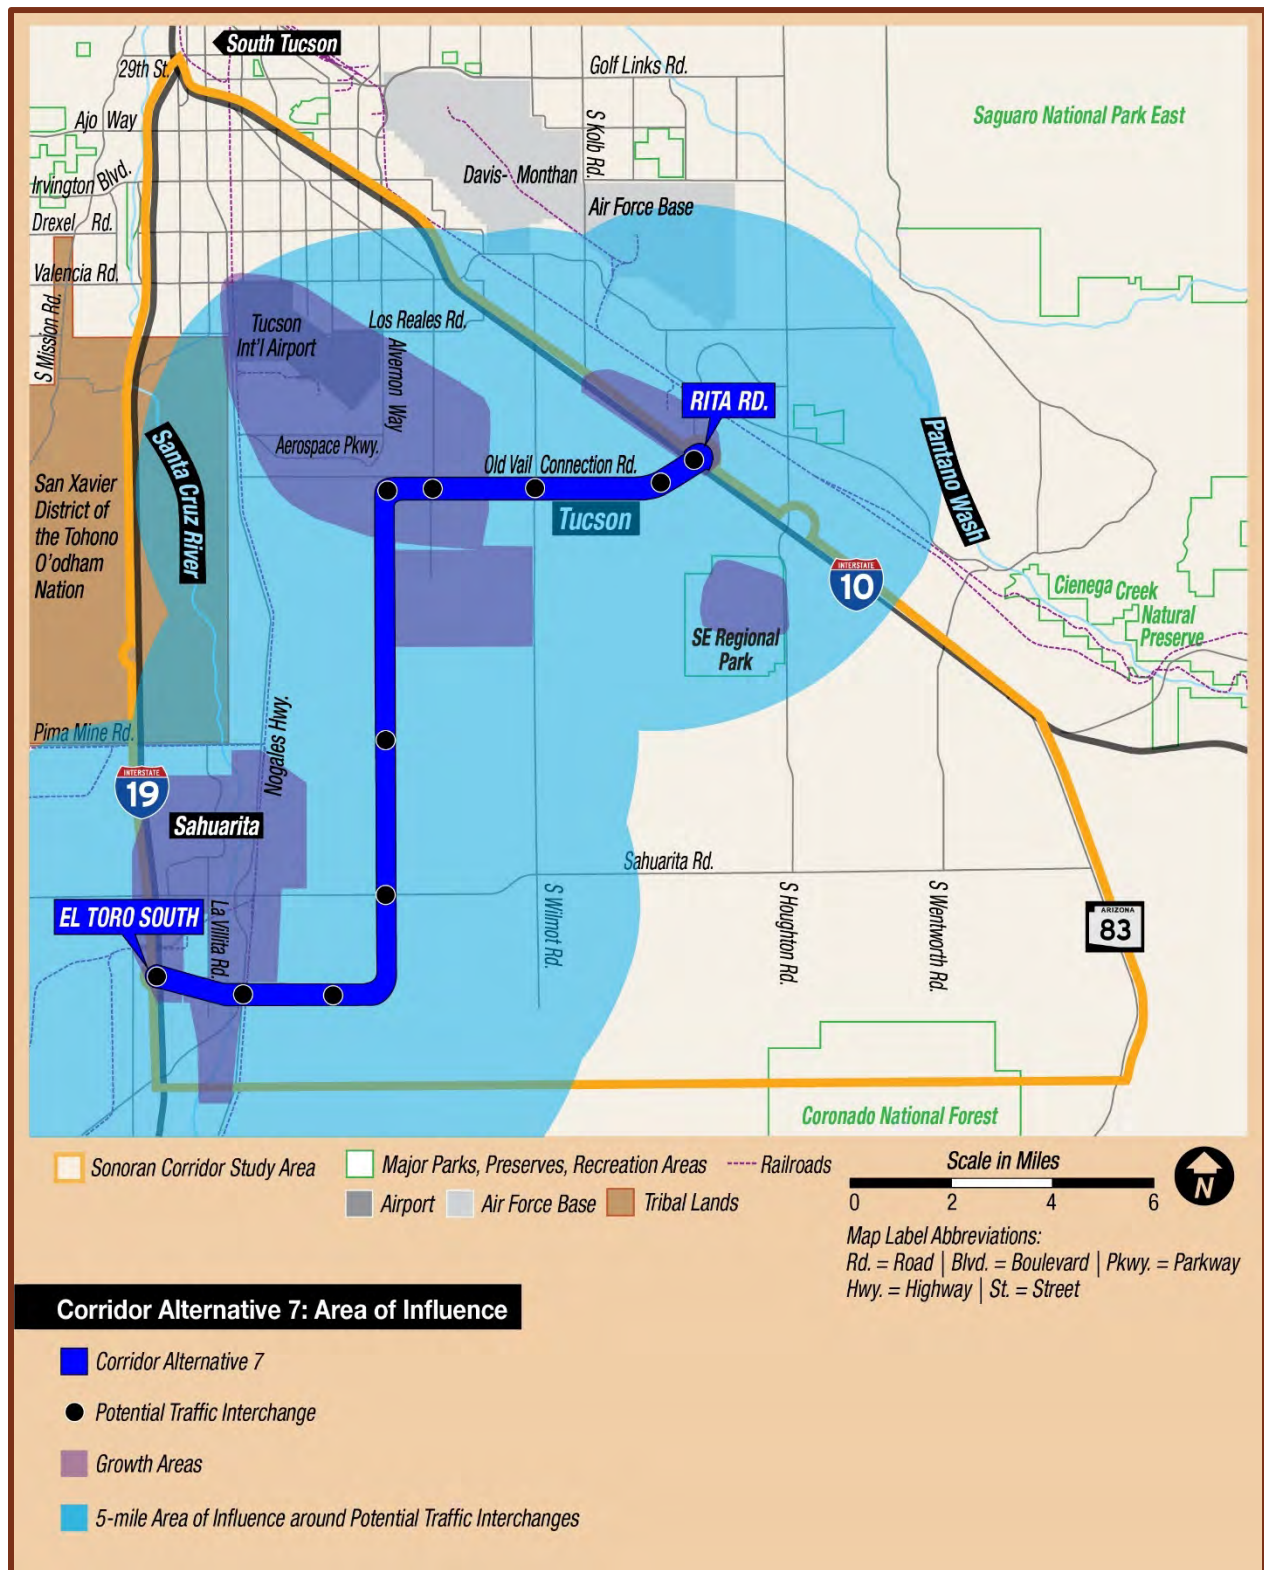 South Tucson
29th St.
Golf Links Rd.
Ajo Way
S Kolb Rd.
Saguaro National Park East
Irvington Blvd.
Davis- Monthan
Air Force Base
Drexel Rd.
Valencia Rd.
S Mission Rd.
Tucson
Int'l Airport
Los Reales Rd.
Alvernon Way
RITA RD.
Santa Cruz River
Aerospace Pkwy.
Old Vail Connection Rd.
Pantano Wash
San Xavier
District of
the Tohono
O'odham
Nation
Tucson
INTERSTATE
10
Cienega Creek
Natural
Preserve
SE Regional
Park
Nogales Hwy.
Pima Mine Rd.
INTERSTATE
19
Sahuarita
Sahuarita Rd.
EL TORO SOUTH
La Villita Rd.
S Wilmot Rd.
S Houghton Rd.
S Wentworth Rd.
ARIZONA
83
Coronado National Forest
Sonoran Corridor Study Area
Major Parks, Preserves, Recreation Areas
Railroads
Airport
Air Force Base
Tribal Lands
Scale in Miles
0 2 4 6
N
Map Label Abbreviations:
Rd. = Road | Blvd. = Boulevard | Pkwy. = Parkway
Hwy. = Highway | St. = Street
Corridor Alternative 7: Area of Influence
Corridor Alternative 7
Potential Traffic Interchange
Growth Areas
5-mile Area of Influence around Potential Traffic Interchanges